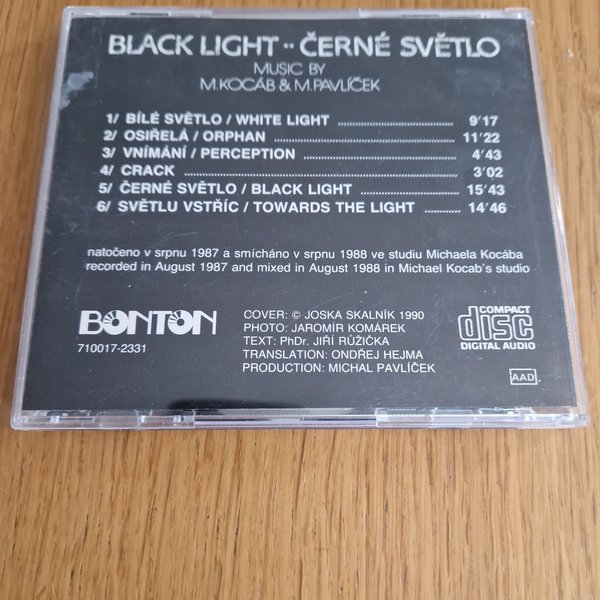 BLACK LIGHT·· ČERNÉ SVĚTLO
MUSIC BY
M.KOCÁB & M.PAVLÍČEK
1/ BÍLÉ SVĚTLO / WHITE LIGHT .......................... 9'17
2/ OSIŘELÁ / ORPHAN ..................................... 11'22
3/ VNÍMÁNÍ / PERCEPTION ................................ 4'43
4/ CRACK ..................................................... 3'02
5/ ČERNÉ SVĚTLO / BLACK LIGHT ...................... 15'43
6/ SVĚTLU VSTŘÍC / TOWARDS THE LIGHT .......... 14'46
natočeno v srpnu 1987 a smícháno v srpnu 1988 ve studiu Michaela Kocába
recorded in August 1987 and mixed in August 1988 in Michael Kocab's studio
BONTON
710017-2331
COVER: © JOSKA SKALNÍK 1990
PHOTO: JAROMÍR KOMÁREK
TEXT: PhDr. JIŘÍ RŮŽIČKA
TRANSLATION: ONDŘEJ HEJMA
PRODUCTION: MICHAL PAVLÍČEK
COMPACT
disc
DIGITAL AUDIO
AAD